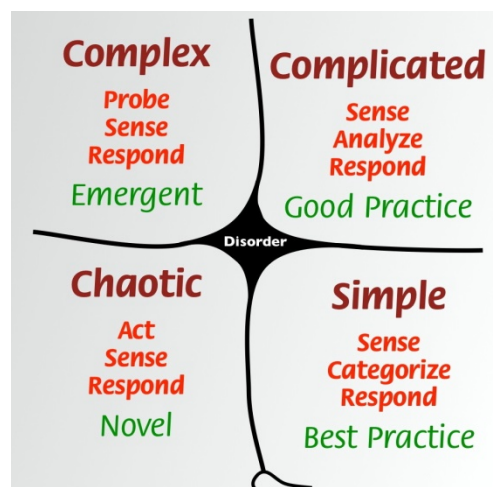 Complex
Probe
Sense
Respond
Emergent
Complicated
Sense
Analyze
Respond
Good Practice
Disorder
Chaotic
Act
Sense
Respond
Novel
Simple
Sense
Categorize
Respond
Best Practice